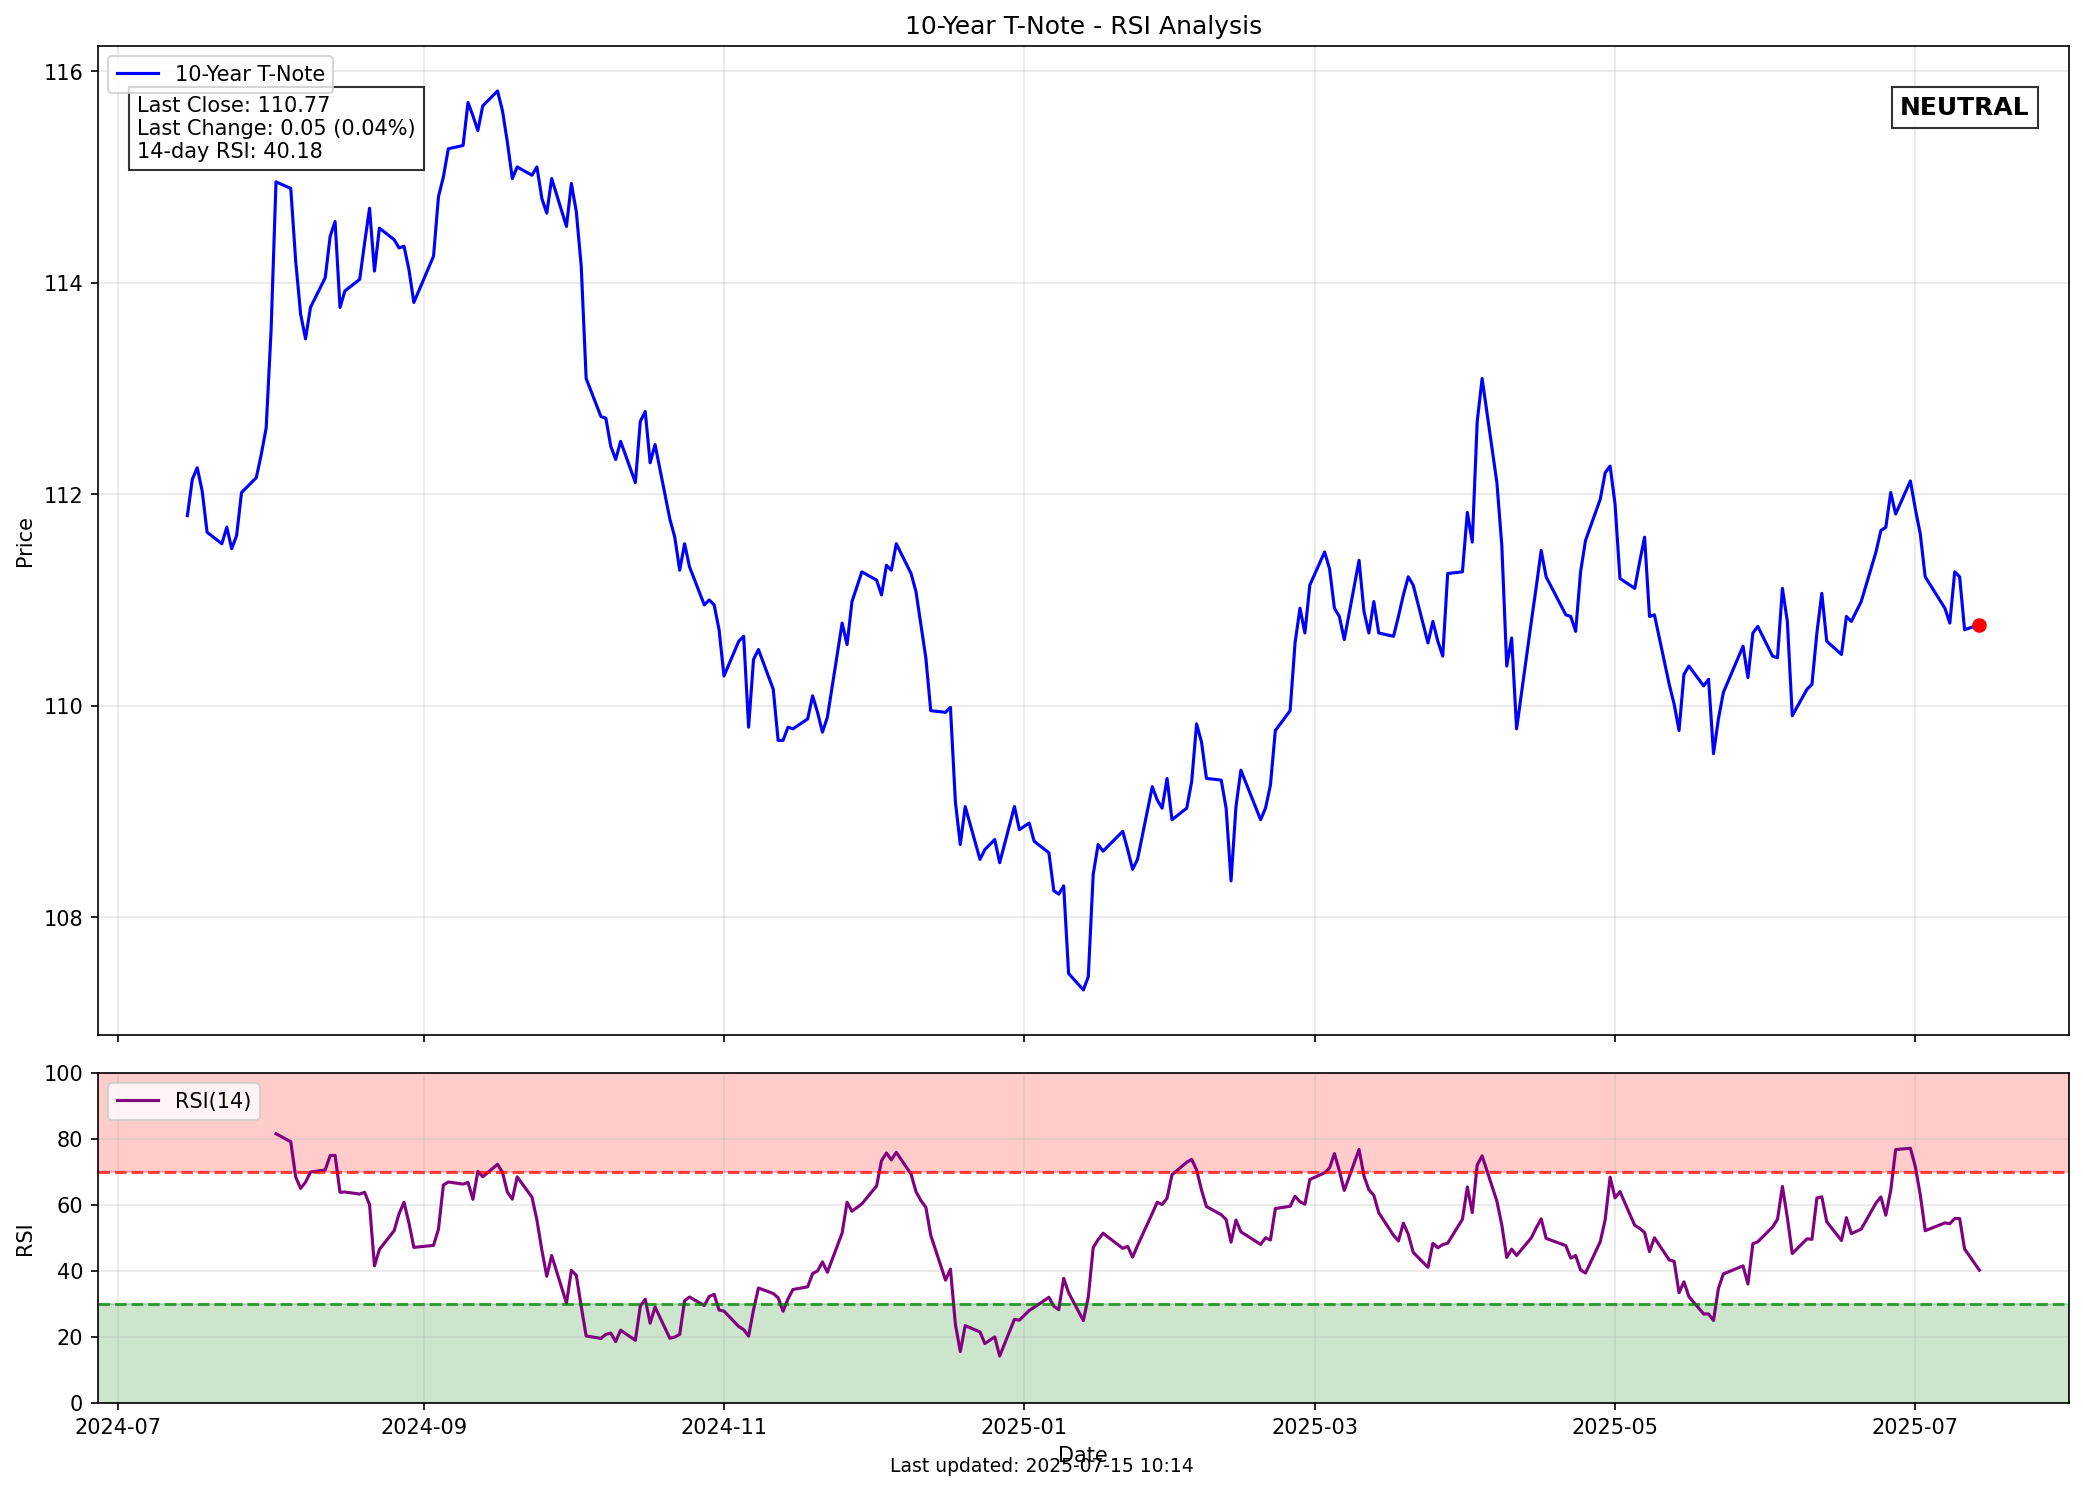 10-Year T-Note - RSI Analysis
10-Year T-Note
Last Close: 110.77
Last Change: 0.05 (0.04%)
14-day RSI: 40.18
NEUTRAL
Price
116
114
112
110
108
RSI(14)
RSI
100
80
60
40
20
0
2024-07
2024-09
2024-11
2025-01
2025-03
2025-05
2025-07
Date
Last updated: 2025-07-15 10:14